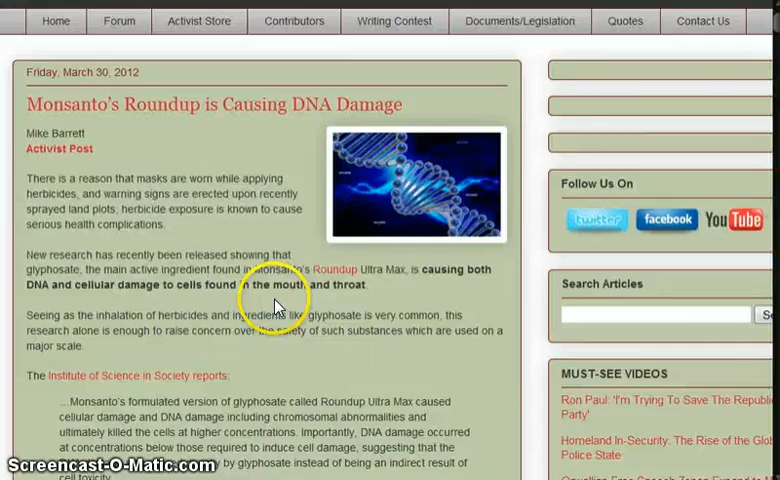 Home Forum Activist Store Contributors Writing Contest Documents/Legislation Quotes Contact Us
Friday, March 30, 2012
Monsanto's Roundup is Causing DNA Damage
Mike Barrett
Activist Post
There is a reason that masks are worn while applying
herbicides, and warning signs are erected upon recently
sprayed land plots; herbicide exposure is known to cause
serious health complications.
New research has recently been released showing that
glyphosate, the main active ingredient found in Monsanto's Roundup Ultra Max, is causing both
DNA and cellular damage to cells found in the mouth and throat.
Seeing as the inhalation of herbicides and ingredients like glyphosate is very common, this
research alone is enough to raise concern over the safety of such substances which are used on a
major scale.
The Institute of Science in Society reports:
...Monsanto's formulated version of glyphosate called Roundup Ultra Max caused
cellular damage and DNA damage including chromosomal abnormalities and
ultimately killed the cells at higher concentrations. Importantly, DNA damage occurred
at concentrations below those required to induce cell damage, suggesting that the
by glyphosate instead of being an indirect result of
cell toxicity.
Follow Us On
twitter facebook YouTube
Search Articles
Se
MUST-SEE VIDEOS
Ron Paul: 'I'm Trying To Save The Republi
Party'
Homeland In-Security. The Rise of the Glob
Police State
Screencast-O-Matic.com